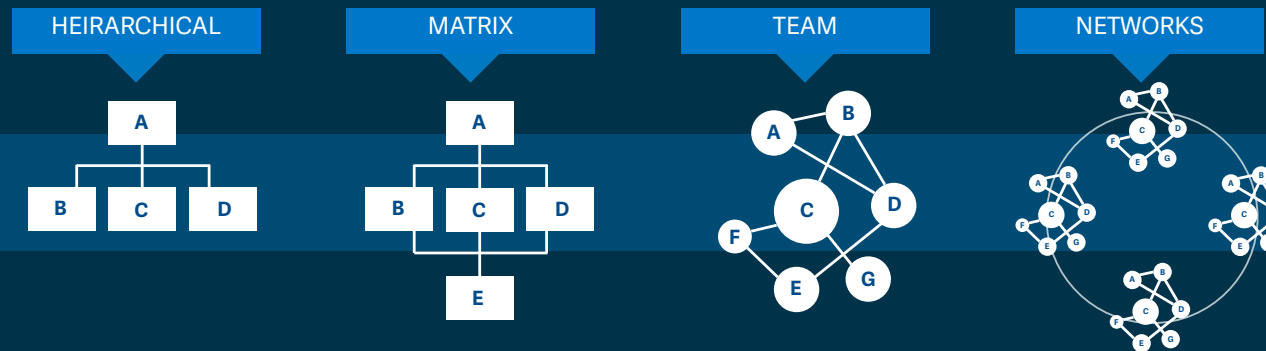 HEIRARCHICAL
MATRIX
TEAM
NETWORKS
A
B C D
A
B C D
E
A B
C D
F
E G
A B
C D
F
E G
A B
C D
F
E G
A B
C
F
E
A B
C D
F
E G